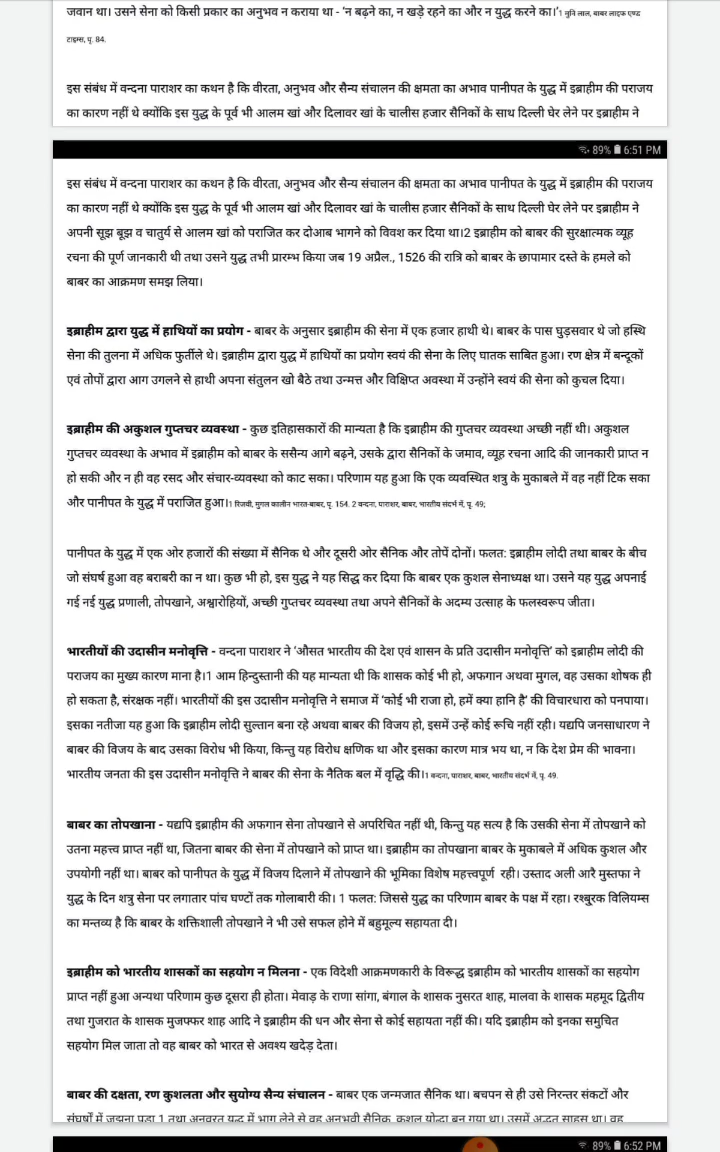 जवान था। उसने सेना को किसी प्रकार का अनुभव न कराया था - ‘न बढ़ने का, न खड़े रहने का और न युद्ध करने का।’1 मुनि लाल, बाबर लाइफ एण्ड
टाइम्स, पृ. 84.
इस संबंध में वन्दना पाराशर का कथन है कि वीरता, अनुभव और सैन्य संचालन की क्षमता का अभाव पानीपत के युद्ध में इब्राहीम की पराजय
का कारण नहीं थे क्योंकि इस युद्ध के पूर्व भी आलम खां और दिलावर खां के चालीस हजार सैनिकों के साथ दिल्ली घेर लेने पर इब्राहीम ने
89% 6:51 PM
इस संबंध में वन्दना पाराशर का कथन है कि वीरता, अनुभव और सैन्य संचालन की क्षमता का अभाव पानीपत के युद्ध में इब्राहीम की पराजय
का कारण नहीं थे क्योंकि इस युद्ध के पूर्व भी आलम खां और दिलावर खां के चालीस हजार सैनिकों के साथ दिल्ली घेर लेने पर इब्राहीम ने
अपनी सूझ बूझ व चातुर्य से आलम खां को पराजित कर दोआब भागने को विवश कर दिया था।2 इब्राहीम को बाबर की सुरक्षात्मक व्यूह
रचना की पूर्ण जानकारी थी तथा उसने युद्ध तभी प्रारम्भ किया जब 19 अप्रैल., 1526 की रात्रि को बाबर के छापामार दस्ते के हमले को
बाबर का आक्रमण समझ लिया।
इब्राहीम द्वारा युद्ध में हाथियों का प्रयोग - बाबर के अनुसार इब्राहीम की सेना में एक हजार हाथी थे। बाबर के पास घुड़सवार थे जो हस्थि
सेना की तुलना में अधिक फुर्तीले थे। इब्राहीम द्वारा युद्ध में हाथियों का प्रयोग स्वयं की सेना के लिए घातक साबित हुआ। रण क्षेत्र में बन्दूकों
एवं तोपों द्वारा आग उगलने से हाथी अपना संतुलन खो बैठे तथा उन्मत्त और विक्षिप्त अवस्था में उन्होंने स्वयं की सेना को कुचल दिया।
इब्राहीम की अकुशल गुप्तचर व्यवस्था - कुछ इतिहासकारों की मान्यता है कि इब्राहीम की गुप्तचर व्यवस्था अच्छी नहीं थी। अकुशल
गुप्तचर व्यवस्था के अभाव में इब्राहीम को बाबर के ससैन्य आगे बढ़ने, उसके द्वारा सैनिकों के जमाव, व्यूह रचना आदि की जानकारी प्राप्त न
हो सकी और न ही वह रसद और संचार-व्यवस्था को काट सका। परिणाम यह हुआ कि एक व्यवस्थित शत्रु के मुकाबले में वह नहीं टिक सका
और पानीपत के युद्ध में पराजित हुआ।1 रिजवी, मुगल कालीन भारत-बाबर, पृ. 154. 2 वन्दना, पाराशर, बाबर, भारतीय संदर्भ में, पृ. 49;
पानीपत के युद्ध में एक ओर हजारों की संख्या में सैनिक थे और दूसरी ओर सैनिक और तोपें दोनों। फलत: इब्राहीम लोदी तथा बाबर के बीच
जो संघर्ष हुआ वह बराबरी का न था। कुछ भी हो, इस युद्ध ने यह सिद्ध कर दिया कि बाबर एक कुशल सेनाध्यक्ष था। उसने यह युद्ध अपनाई
गई नई युद्ध प्रणाली, तोपखाने, अश्वारोहियों, अच्छी गुप्तचर व्यवस्था तथा अपने सैनिकों के अदम्य उत्साह के फलस्वरूप जीता।
भारतीयों की उदासीन मनोवृत्ति - वन्दना पाराशर ने ‘औसत भारतीय की देश एवं शासन के प्रति उदासीन मनोवृत्ति’ को इब्राहीम लोदी की
पराजय का मुख्य कारण माना है।1 आम हिन्दुस्तानी की यह मान्यता थी कि शासक कोई भी हो, अफगान अथवा मुगल, वह उसका शोषक ही
हो सकता है, संरक्षक नहीं। भारतीयों की इस उदासीन मनोवृत्ति ने समाज में ‘कोई भी राजा हो, हमें क्या हानि है’ की विचारधारा को पनपाया।
इसका नतीजा यह हुआ कि इब्राहीम लोदी सुल्तान बना रहे अथवा बाबर की विजय हो, इसमें उन्हें कोई रूचि नहीं रही। यद्यपि जनसाधारण ने
बाबर की विजय के बाद उसका विरोध भी किया, किन्तु यह विरोध क्षणिक था और इसका कारण मात्र भय था, न कि देश प्रेम की भावना।
भारतीय जनता की इस उदासीन मनोवृत्ति ने बाबर की सेना के नैतिक बल में वृद्धि की।1 वन्दना, पाराशर, बाबर, भारतीय संदर्भ में, पृ. 49.
बाबर का तोपखाना - यद्यपि इब्राहीम की अफगान सेना तोपखाने से अपरिचित नहीं थी, किन्तु यह सत्य है कि उसकी सेना में तोपखाने को
उतना महत्त्व प्राप्त नहीं था, जितना बाबर की सेना में तोपखाने को प्राप्त था। इब्राहीम का तोपखाना बाबर के मुकाबले में अधिक कुशल और
उपयोगी नहीं था। बाबर को पानीपत के युद्ध में विजय दिलाने में तोपखाने की भूमिका विशेष महत्त्वपूर्ण रही। उस्ताद अली आरै मुस्तफा ने
युद्ध के दिन शत्रु सेना पर लगातार पांच घण्टों तक गोलाबारी की। 1 फलत: जिससे युद्ध का परिणाम बाबर के पक्ष में रहा। रश्बु्रक विलियम्स
का मन्तव्य है कि बाबर के शक्तिशाली तोपखाने ने भी उसे सफल होने में बहुमूल्य सहायता दी।
इब्राहीम को भारतीय शासकों का सहयोग न मिलना - एक विदेशी आक्रमणकारी के विरूद्ध इब्राहीम को भारतीय शासकों का सहयोग
प्राप्त नहीं हुआ अन्यथा परिणाम कुछ दूसरा ही होता। मेवाड़ के राणा सांगा, बंगाल के शासक नुसरत शाह, मालवा के शासक महमूद द्वितीय
तथा गुजरात के शासक मुजफ्फर शाह आदि ने इब्राहीम की धन और सेना से कोई सहायता नहीं की। यदि इब्राहीम को इनका समुचित
सहयोग मिल जाता तो वह बाबर को भारत से अवश्य खदेड़ देता।
बाबर की दक्षता, रण कुशलता और सुयोग्य सैन्य संचालन - बाबर एक जन्मजात सैनिक था। बचपन से ही उसे निरन्तर संकटों और
संघर्षों में जूझना पड़ा 1 तथा अनवरत युद्ध में भाग लेने से वह अनुभवी सैनिक, कुशल योद्धा बन गया था। उसमें अद्भुत साहस था। वह
89% 6:52 PM